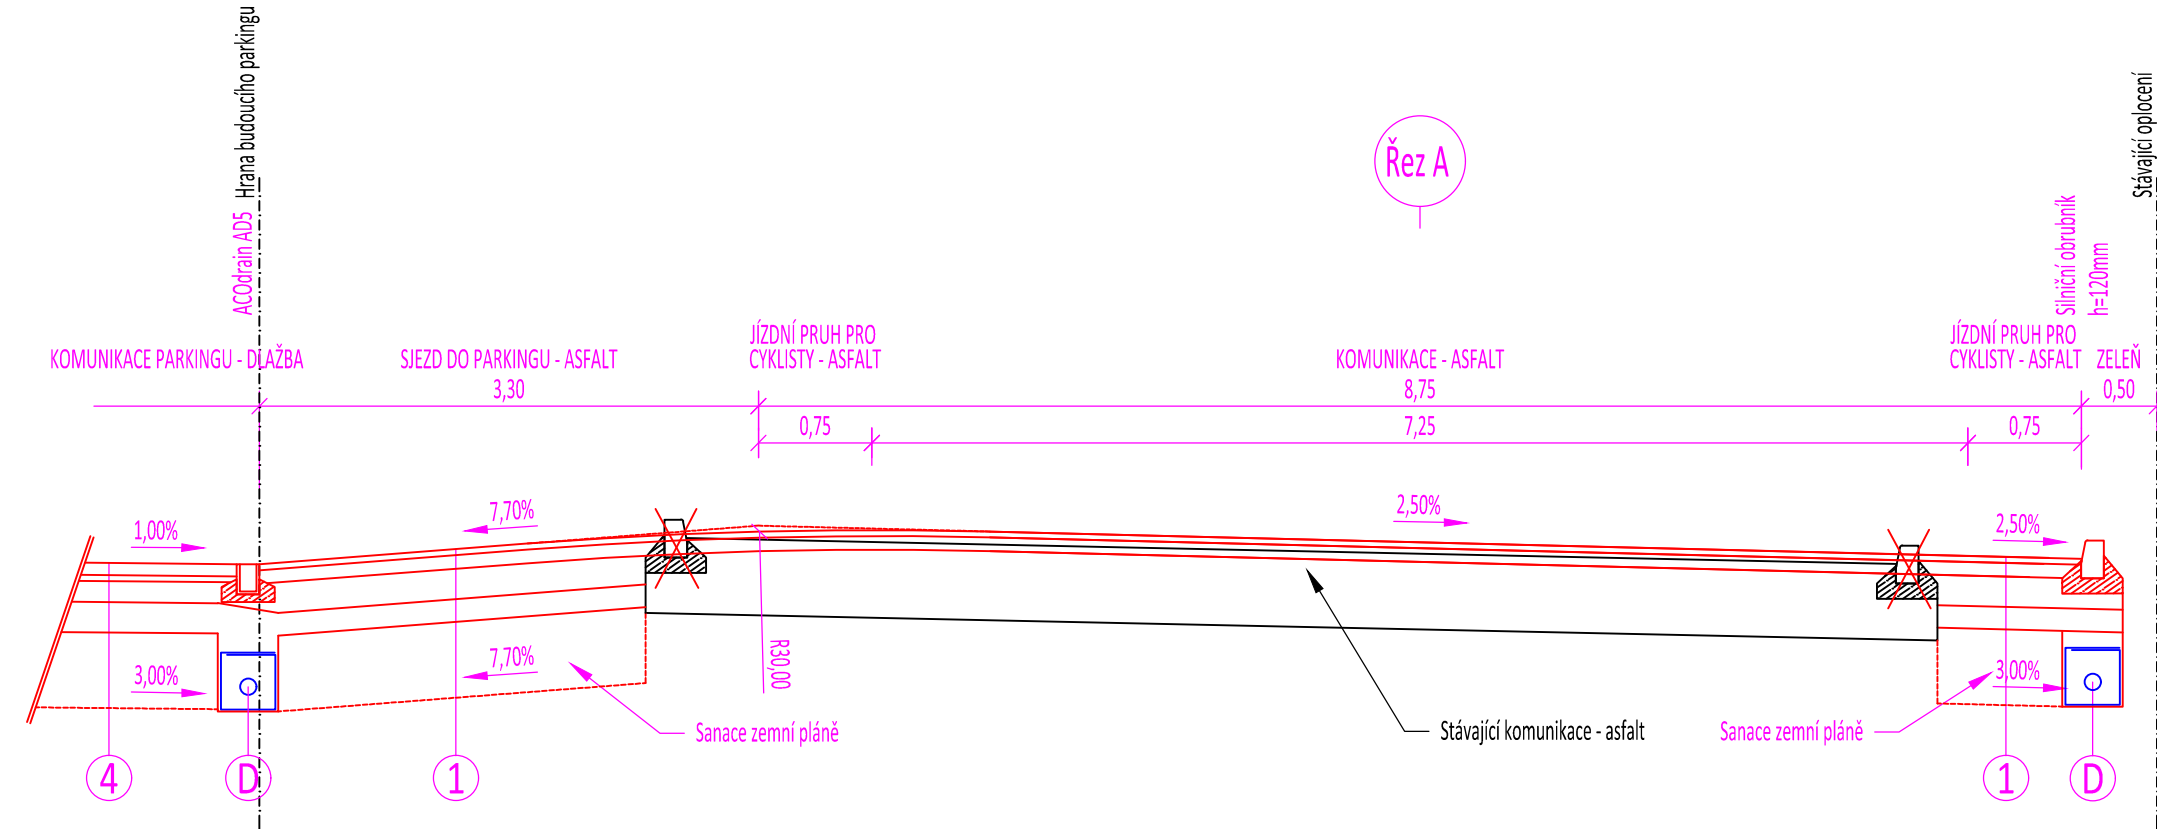 Hrana budoucího parkingu
ACOdrain AD5
Stávající oplocení
Řez A
Silniční obrubník
h=120mm
KOMUNIKACE PARKINGU - DLAŽBA
SJEZD DO PARKINGU - ASFALT
JÍZDNÍ PRUH PRO
CYKLISTY - ASFALT
KOMUNIKACE - ASFALT
JÍZDNÍ PRUH PRO
CYKLISTY - ASFALT
ZELEŇ
3,30
8,75
0,50
0,75
7,25
0,75
1,00%
7,70%
2,50%
2,50%
3,00%
7,70%
R30,00
3,00%
Sanace zemní pláně
Stávající komunikace - asfalt
Sanace zemní pláně
4
D
1
1
D